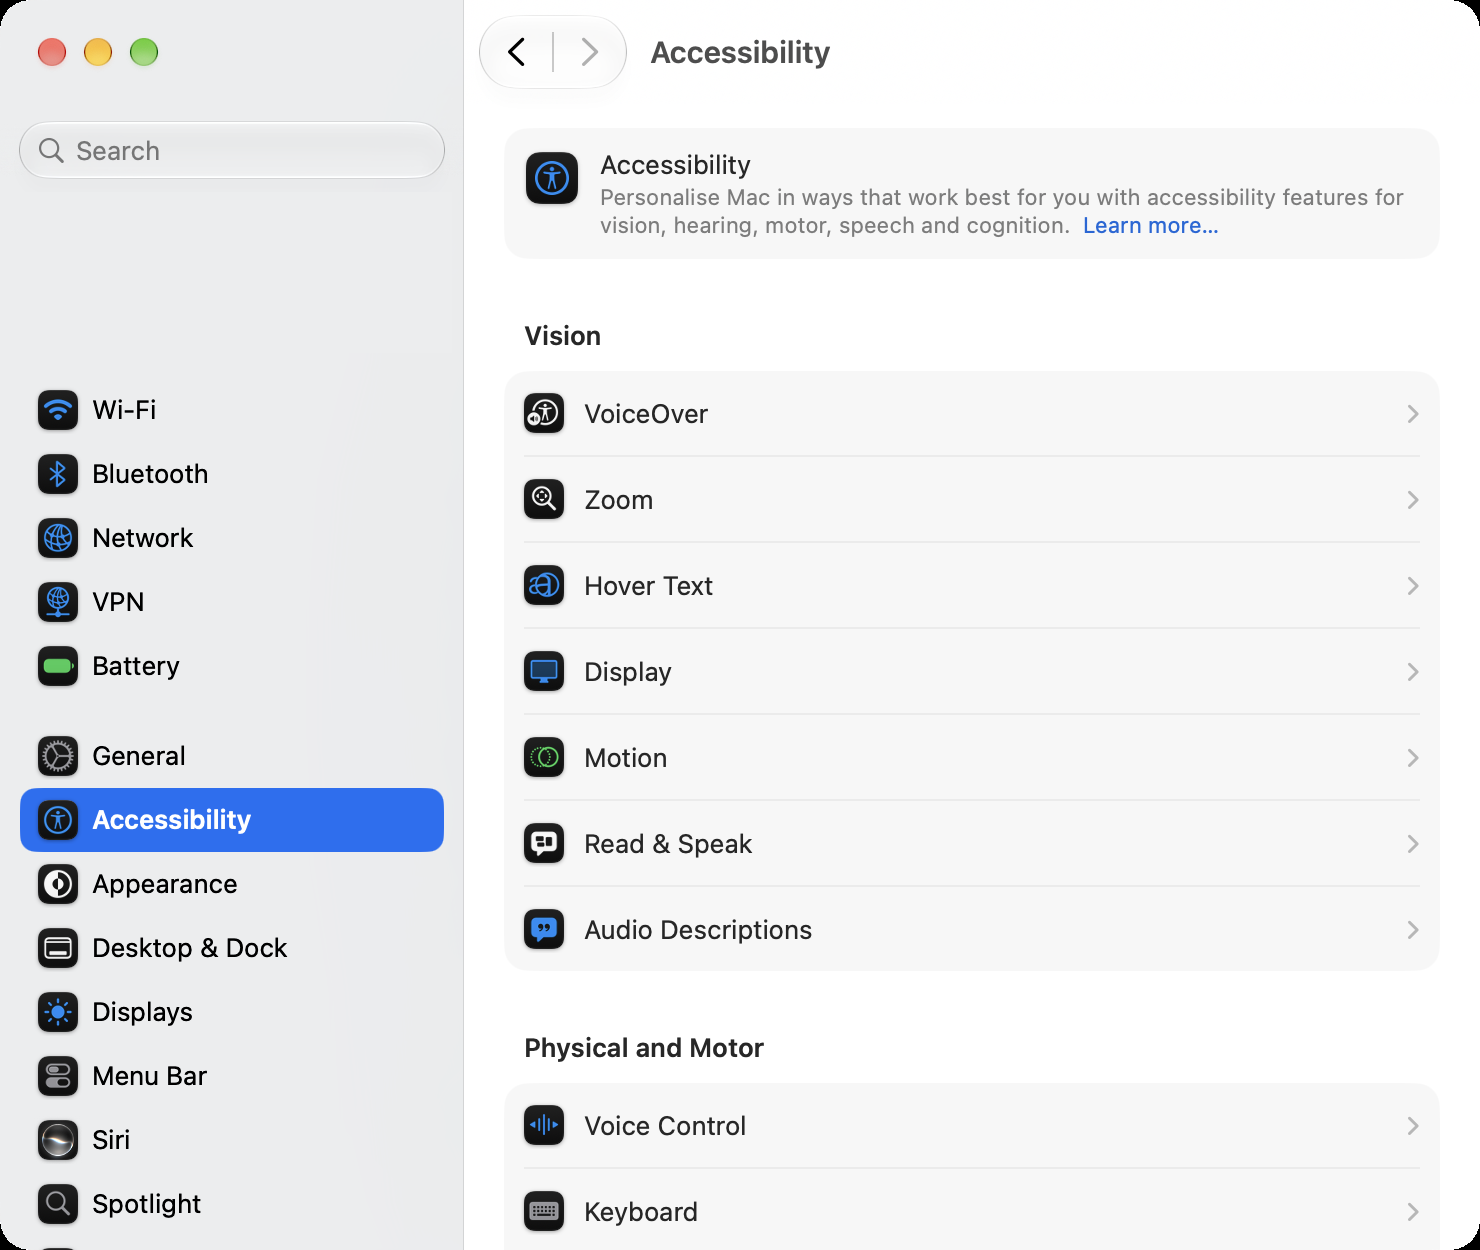 Search
Wi-Fi
Bluetooth
Network
VPN
Battery
General
Accessibility
Appearance
Desktop & Dock
Displays
Menu Bar
Siri
Spotlight
Accessibility
Accessibility
Personalise Mac in ways that work best for you with accessibility features for
vision, hearing, motor, speech and cognition. Learn more...
Vision
VoiceOver
Zoom
Hover Text
Display
Motion
Read & Speak
Audio Descriptions
Physical and Motor
Voice Control
Keyboard